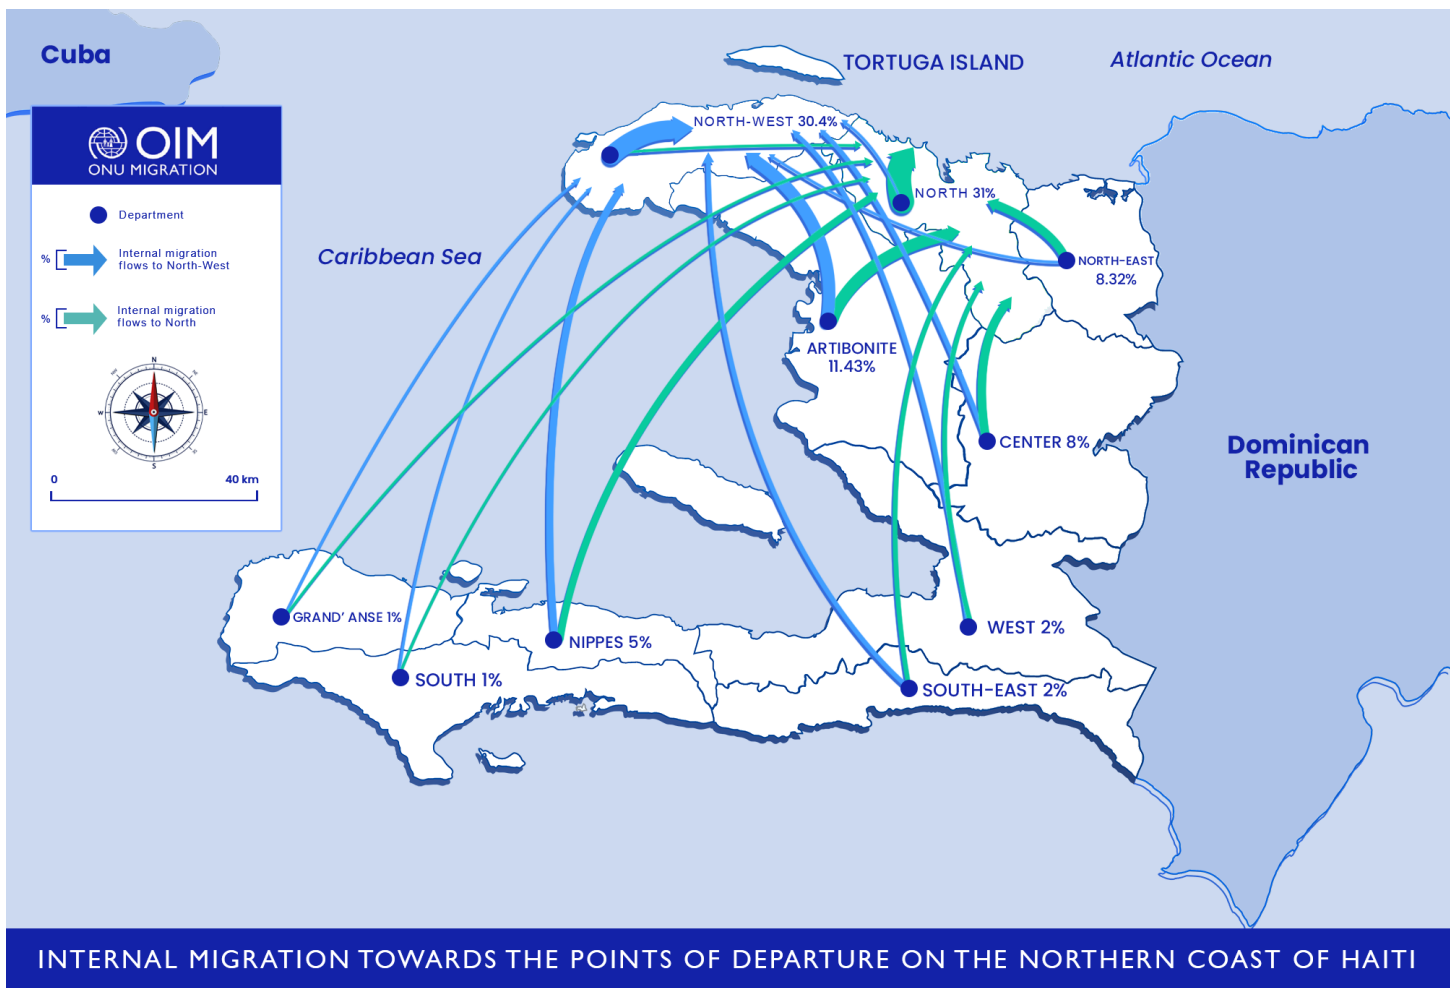 Cuba
TORTUGA ISLAND
Atlantic Ocean
OIM
ONU MIGRATION
Department
%
Internal migration
flows to North-West
%
Internal migration
flows to North
N
W
E
S
0
40 km
NORTH-WEST 30.4%
NORTH 31%
Caribbean Sea
NORTH-EAST
8.32%
ARTIBONITE
11.43%
CENTER 8%
Dominican
Republic
GRAND' ANSE 1%
NIPPES 5%
WEST 2%
SOUTH 1%
SOUTH-EAST 2%
INTERNAL MIGRATION TOWARDS THE POINTS OF DEPARTURE ON THE NORTHERN COAST OF HAITI